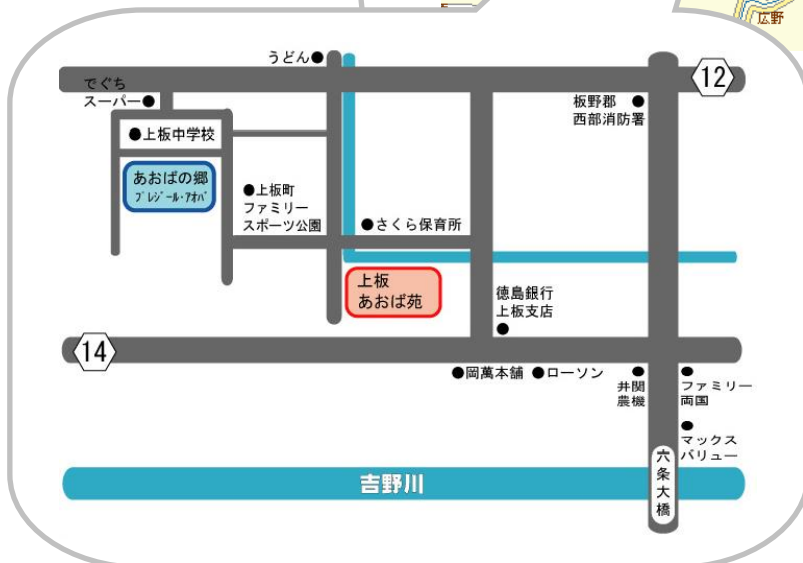 広野
うどん
12
でぐち
スーパー
板野郡
西部消防署
上板中学校
あおばの郷
プレジール・アオバ
上板町
ファミリー
スポーツ公園
さくら保育所
上板
あおば苑
徳島銀行
上板支店
14
岡萬本舗
ローソン
井関
農機
ファミリー
両国
マックス
バリュー
六条大橋
吉野川